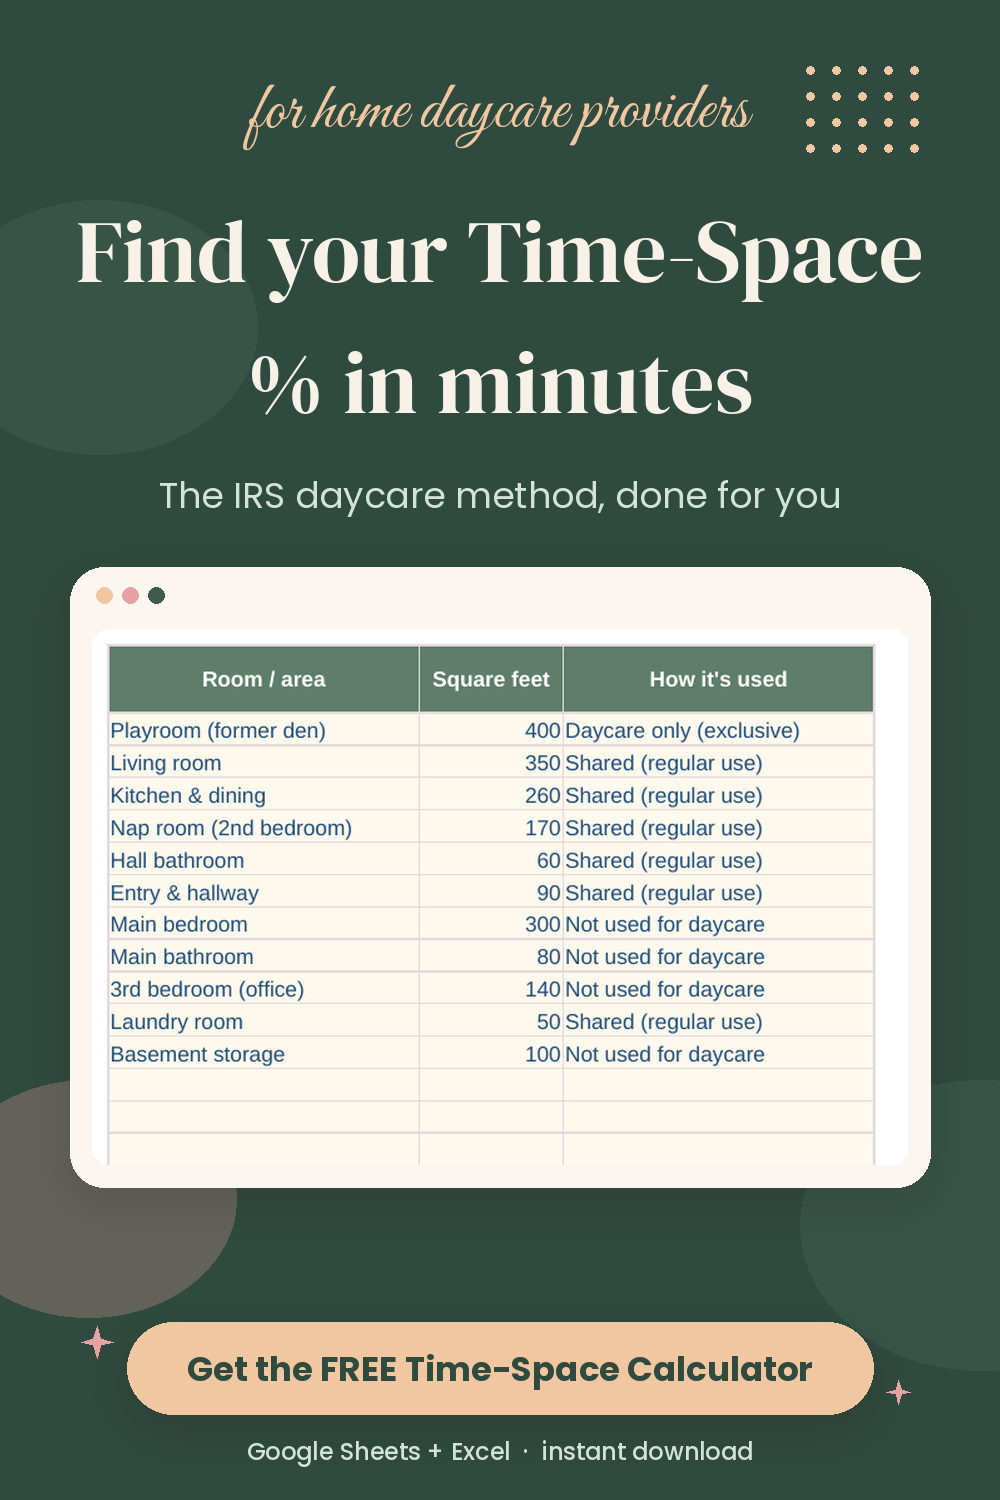 for home daycare providers
Find your Time-Space
% in minutes
The IRS daycare method, done for you
Room / area Square feet How it's used
Playroom (former den) 400 Daycare only (exclusive)
Living room 350 Shared (regular use)
Kitchen & dining 260 Shared (regular use)
Nap room (2nd bedroom) 170 Shared (regular use)
Hall bathroom 60 Shared (regular use)
Entry & hallway 90 Shared (regular use)
Main bedroom 300 Not used for daycare
Main bathroom 80 Not used for daycare
3rd bedroom (office) 140 Not used for daycare
Laundry room 50 Shared (regular use)
Basement storage 100 Not used for daycare
Get the FREE Time-Space Calculator
Google Sheets + Excel · instant download